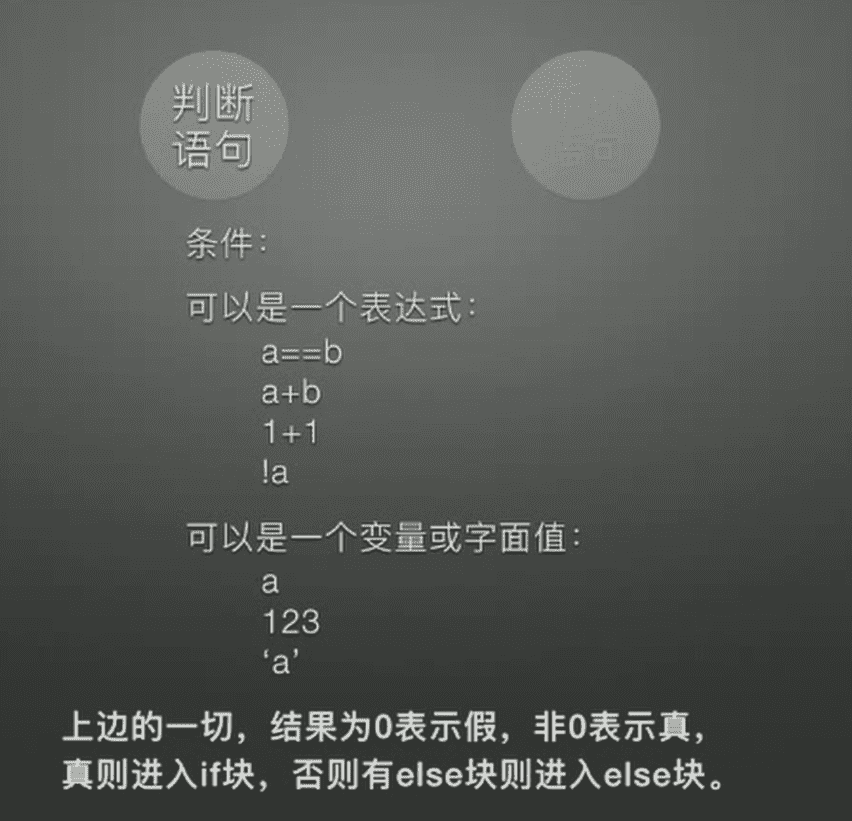 判断
语句
条件：
可以是一个表达式：
a==b
a+b
1+1
!a
可以是一个变量或字面值：
a
123
‘a’
上边的一切，结果为0表示假，非0表示真，
真则进入if块，否则有else块则进入else块。